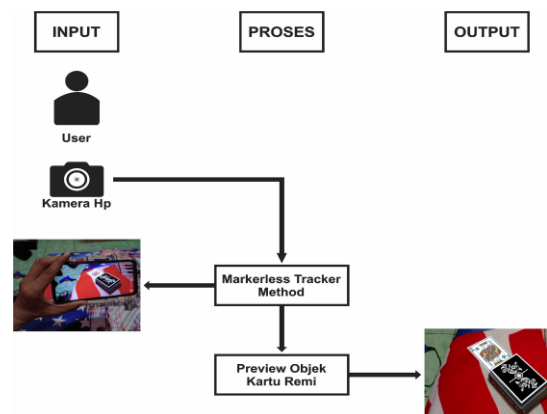 INPUT
PROSES
OUTPUT
User
Kamera Hp
Markerless Tracker
Method
Preview Objek
Kartu Remi